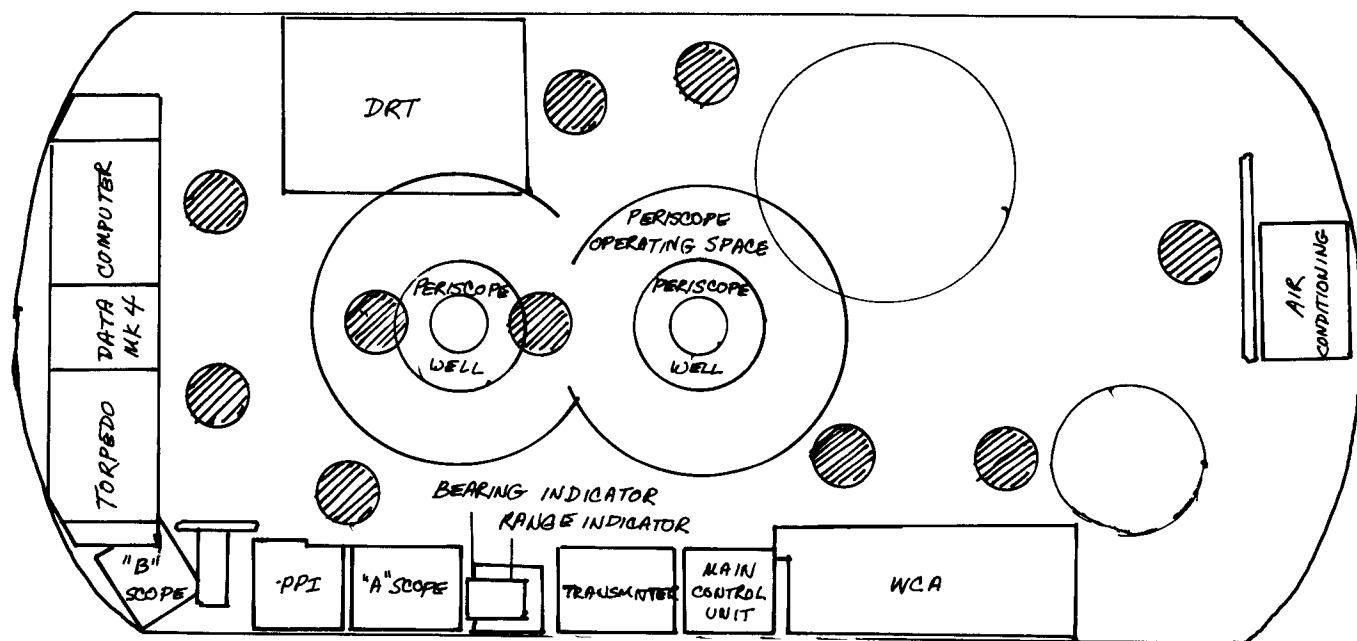 DRT
COMPUTER
DATA
MK 4
TORPEDO
PERISCOPE
OPERATING SPACE
PERISCOPE
WELL
PERISCOPE
WELL
AIR
CONDITIONING
BEARING INDICATOR
RANGE INDICATOR
"B"
SCOPE
PPI
"A" SCOPE
TRANSMITTER
MAIN
CONTROL
UNIT
WCA